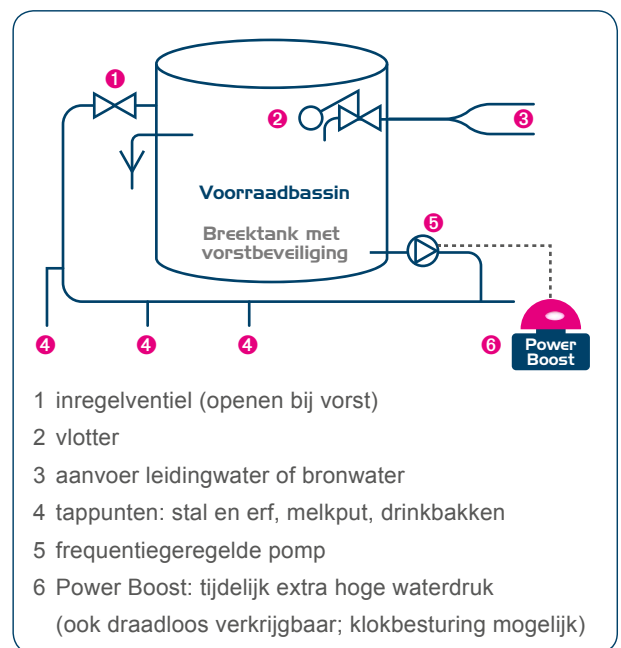 1
2
3
Voorraadbassin
Breektank met
vorstbeveiliging
5
4
4
4
6
Power
Boost
1 inregelventiel (openen bij vorst)
2 vlotter
3 aanvoer leidingwater of bronwater
4 tappunten: stal en erf, melkput, drinkbakken
5 frequentiegeregelde pomp
6 Power Boost: tijdelijk extra hoge waterdruk
(ook draadloos verkrijgbaar; klokbesturing mogelijk)